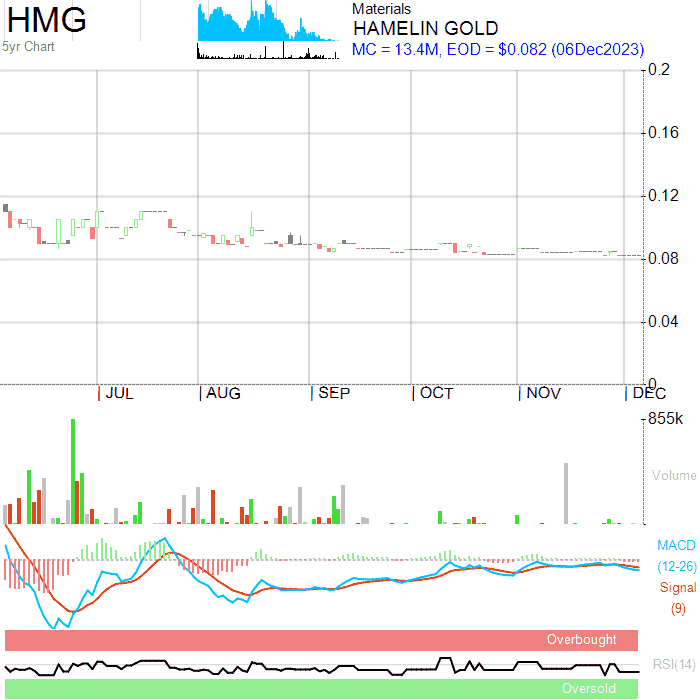 HMG
5yr Chart
Materials
HAMELIN GOLD
MC = 13.4M, EOD = $0.082 (06Dec2023)
0.2
0.16
0.12
0.08
0.04
0
JUL AUG SEP OCT NOV DEC
855k
Volume
MACD
(12-26)
Signal
(9)
Overbought
RSI(14)
Oversold